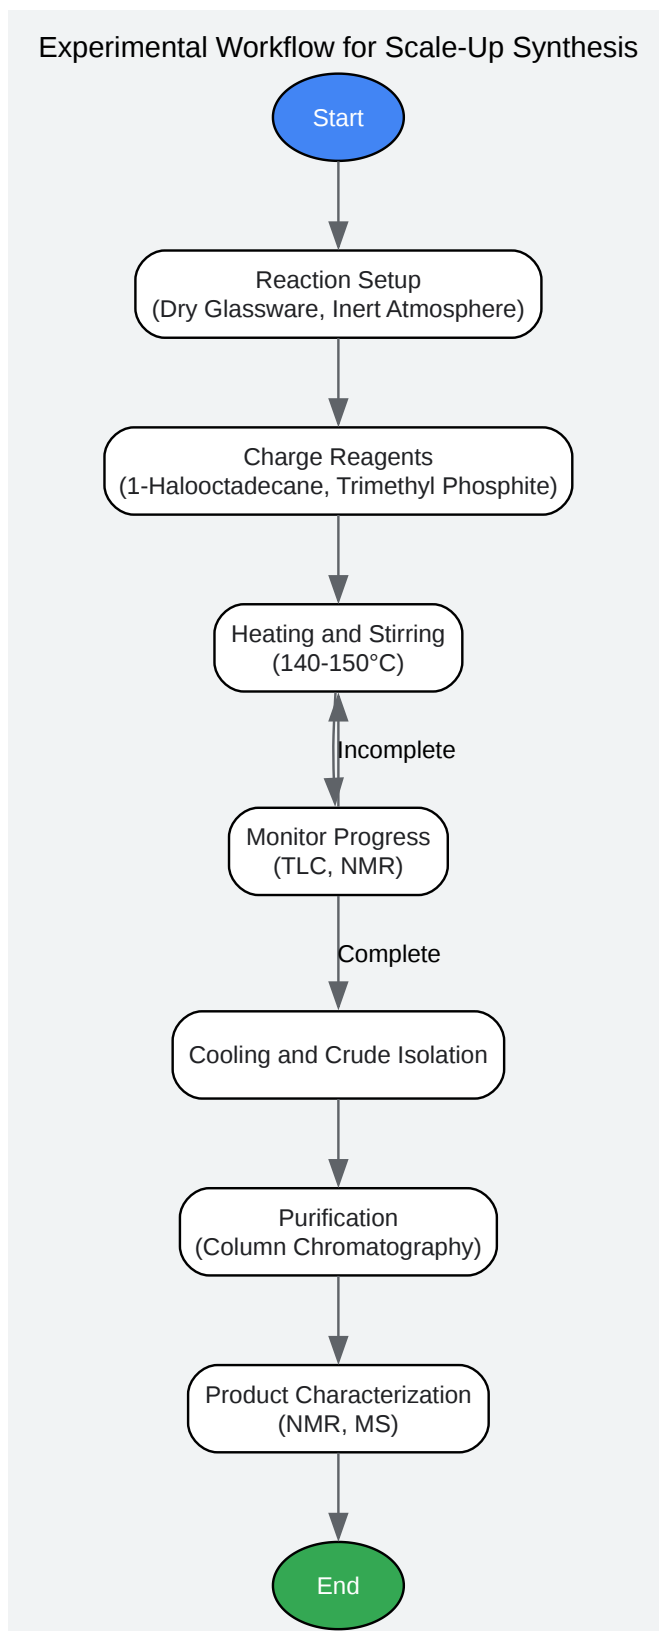 Experimental Workflow for Scale-Up Synthesis
Start
Reaction Setup
(Dry Glassware, Inert Atmosphere)
Charge Reagents
(1-Halooctadecane, Trimethyl Phosphite)
Heating and Stirring
(140-150°C)
Incomplete
Monitor Progress
(TLC, NMR)
Complete
Cooling and Crude Isolation
Purification
(Column Chromatography)
Product Characterization
(NMR, MS)
End